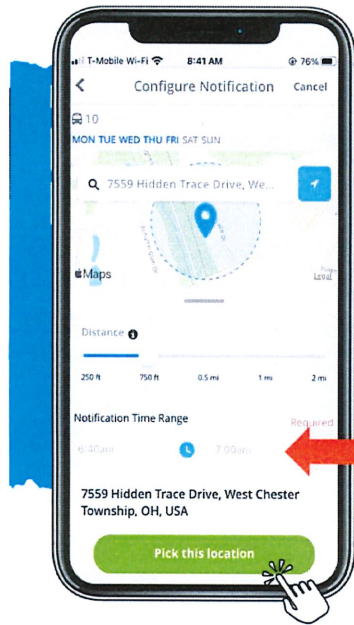 T-Mobile Wi-Fi 8:41 AM 76%
Configure Notification Cancel
10
MON TUE WED THU FRI SAT SUN
7559 Hidden Trace Drive, We...
Maps
Legal
Distance
250 ft 750 ft 0.5 mi 1 mi 2 mi
Notification Time Range Required
6:40am 7:00am
7559 Hidden Trace Drive, West Chester
Township, OH, USA
Pick this location